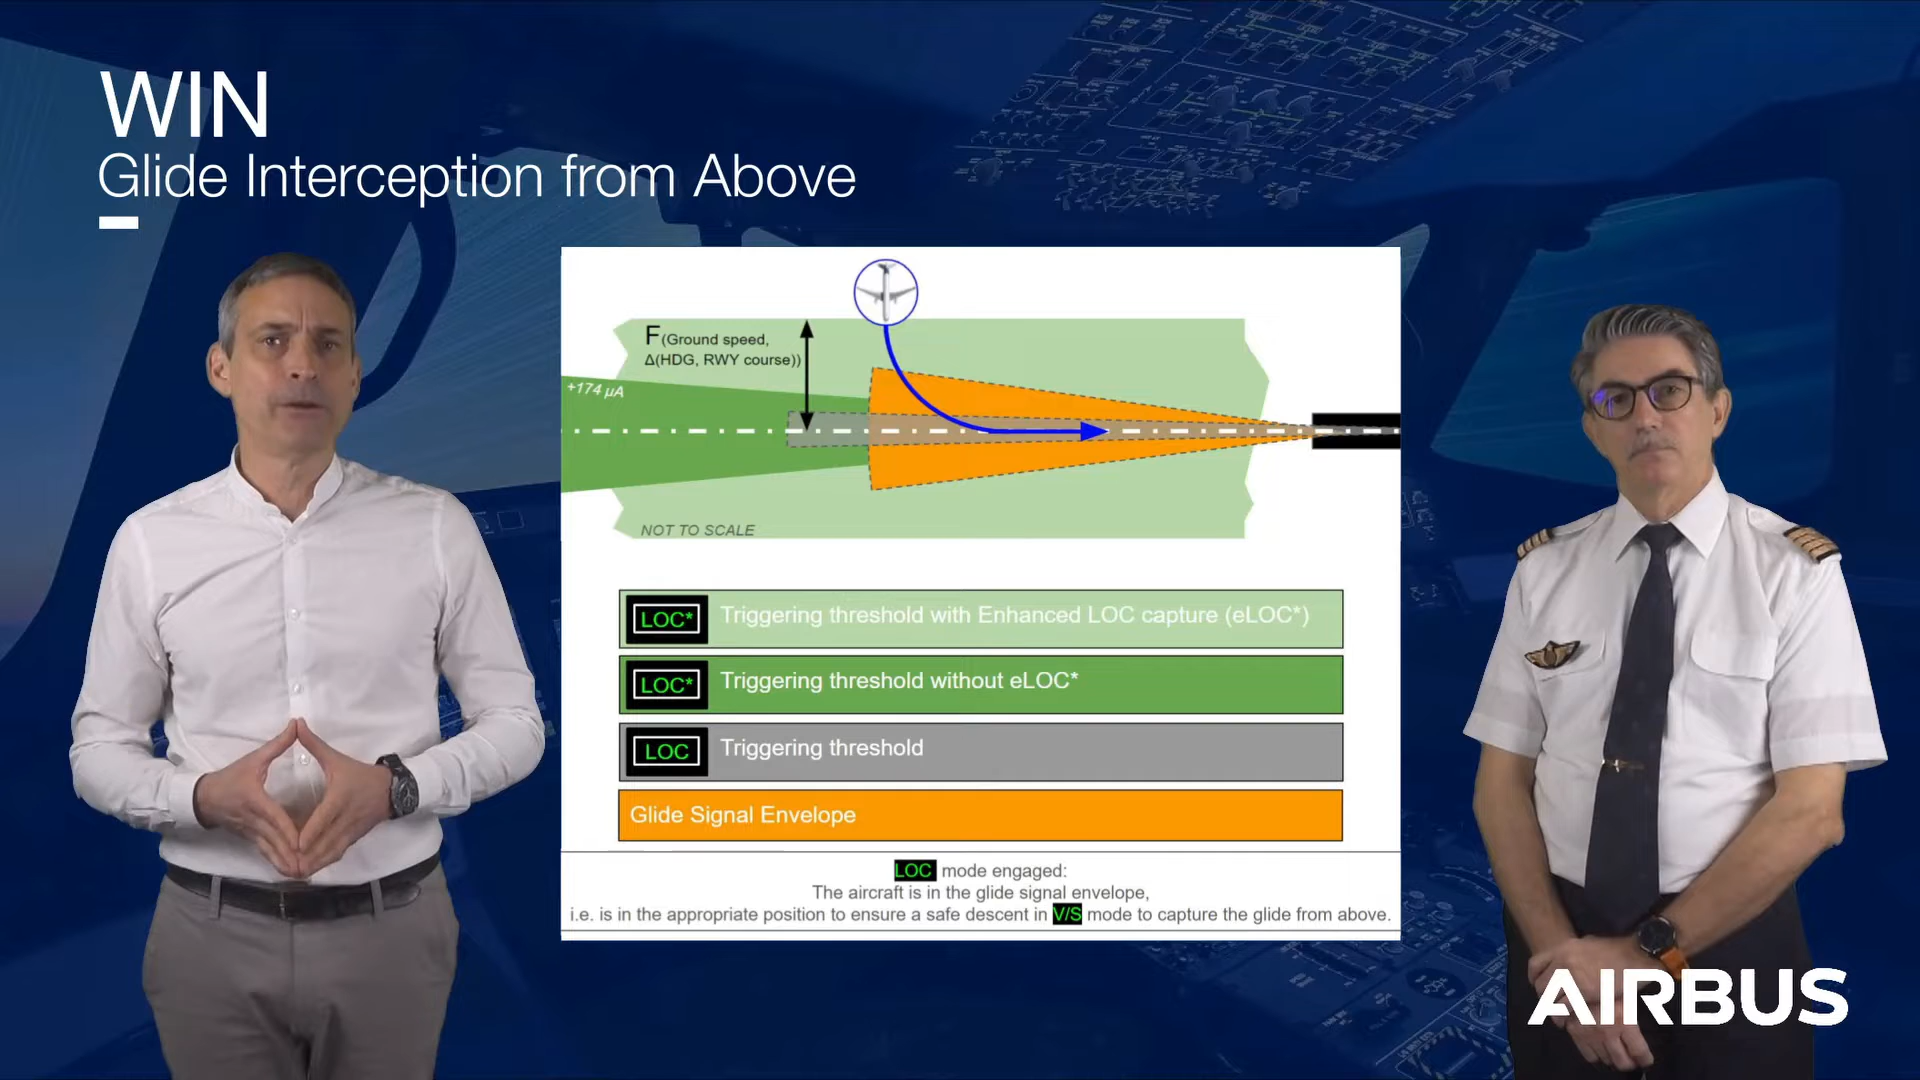 WIN
Glide Interception from Above
F(Ground speed,
Δ(HDG, RWY course))
+174 µA
NOT TO SCALE
LOC* Triggering threshold with Enhanced LOC capture (eLOC*)
LOC* Triggering threshold without eLOC*
LOC Triggering threshold
Glide Signal Envelope
LOC mode engaged:
The aircraft is in the glide signal envelope,
i.e. is in the appropriate position to ensure a safe descent in V/S mode to capture the glide from above.
AIRBUS